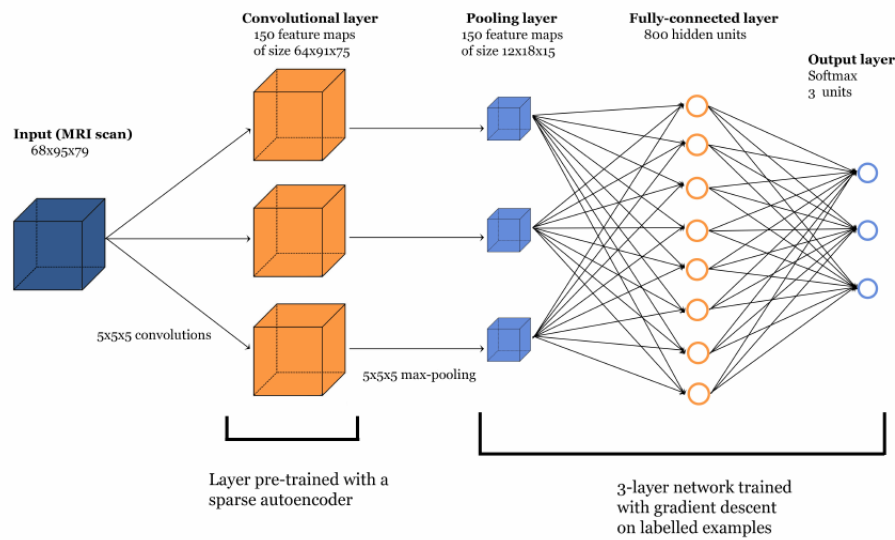 Convolutional layer
150 feature maps
of size 64x91x75
Pooling layer
150 feature maps
of size 12x18x15
Fully-connected layer
800 hidden units
Output layer
Softmax
3 units
Input (MRI scan)
68x95x79
5x5x5 convolutions
5x5x5 max-pooling
Layer pre-trained with a
sparse autoencoder
3-layer network trained
with gradient descent
on labelled examples